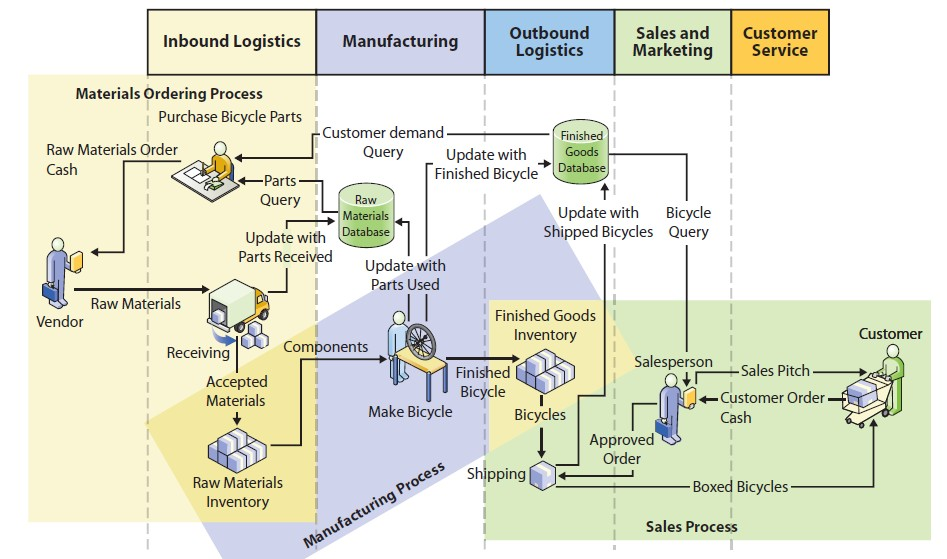 Inbound Logistics
Manufacturing
Outbound
Logistics
Sales and
Marketing
Customer
Service
Materials Ordering Process
Purchase Bicycle Parts
Raw Materials Order
Cash
Customer demand
Query
Parts
Query
Update with
Finished Bicycle
Finished
Goods
Database
Raw
Materials
Database
Update with
Parts Received
Update with
Shipped Bicycles
Bicycle
Query
Update with
Parts Used
Vendor
Raw Materials
Receiving
Components
Accepted
Materials
Raw Materials
Inventory
Make Bicycle
Finished
Bicycle
Finished Goods
Inventory
Bicycles
Shipping
Salesperson
Sales Pitch
Customer
Customer Order
Cash
Approved
Order
Boxed Bicycles
Manufacturing Process
Sales Process